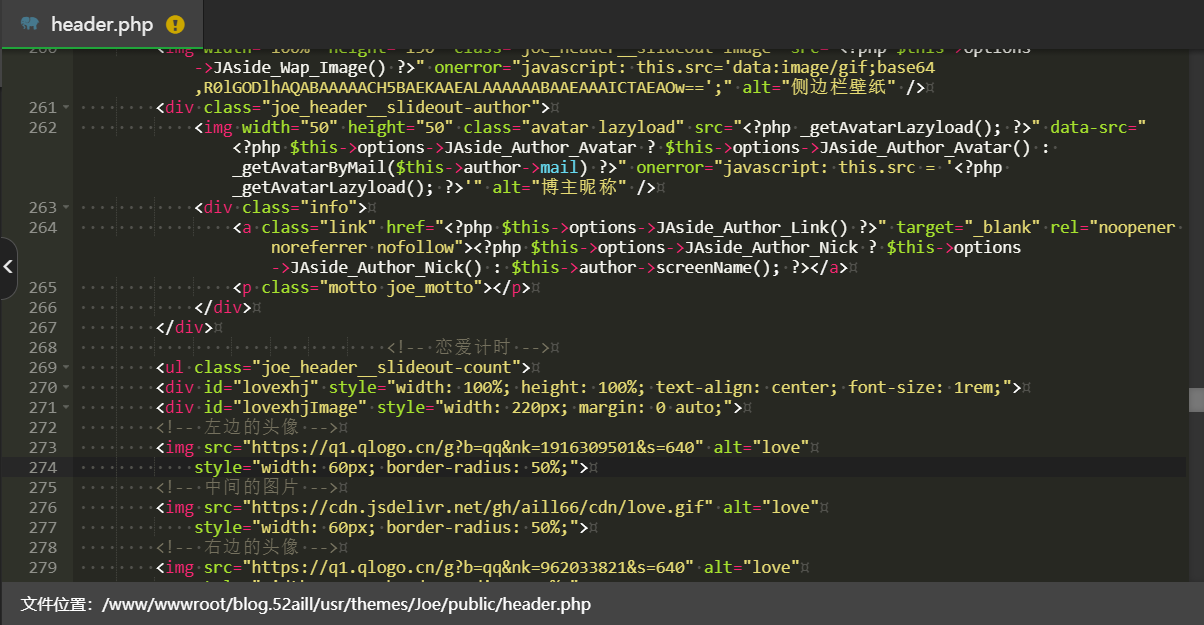 header.php
260 <img width="100%" height="150" class="joe_header__slideout-image" src="<?php $this->options
->JAside_Wap_Image() ?>" onerror="javascript: this.src='data:image/gif;base64
,R0lGODlhAQABAAAAACH5BAEKAAEALAAAAAABAAEAAAICTAEAOw==';" alt="侧边栏壁纸" />
261 <div class="joe_header__slideout-author">
262 <img width="50" height="50" class="avatar lazyload" src="<?php _getAvatarLazyload(); ?>" data-src="
<?php $this->options->JAside_Author_Avatar ? $this->options->JAside_Author_Avatar() :
_getAvatarByMail($this->author->mail) ?>" onerror="javascript: this.src = '<?php
_getAvatarLazyload(); ?>'" alt="博主昵称" />
263 <div class="info">
264 <a class="link" href="<?php $this->options->JAside_Author_Link() ?>" target="_blank" rel="noopener
noreferrer nofollow"><?php $this->options->JAside_Author_Nick ? $this->options
->JAside_Author_Nick() : $this->author->screenName(); ?></a>
265 <p class="motto joe_motto"></p>
266 </div>
267 </div>
268 <!-- 恋爱计时 -->
269 <ul class="joe_header__slideout-count">
270 <div id="lovexhj" style="width: 100%; height: 100%; text-align: center; font-size: 1rem;">
271 <div id="lovexhjImage" style="width: 220px; margin: 0 auto;">
272 <!-- 左边的头像 -->
273 <img src="https://q1.qlogo.cn/g?b=qq&nk=1916309501&s=640" alt="love"
274 style="width: 60px; border-radius: 50%;">
275 <!-- 中间的图片 -->
276 <img src="https://cdn.jsdelivr.net/gh/aill66/cdn/love.gif" alt="love"
277 style="width: 60px; border-radius: 50%;">
278 <!-- 右边的头像 -->
279 <img src="https://q1.qlogo.cn/g?b=qq&nk=962033821&s=640" alt="love"
文件位置：/www/wwwroot/blog.52aill/usr/themes/Joe/public/header.php